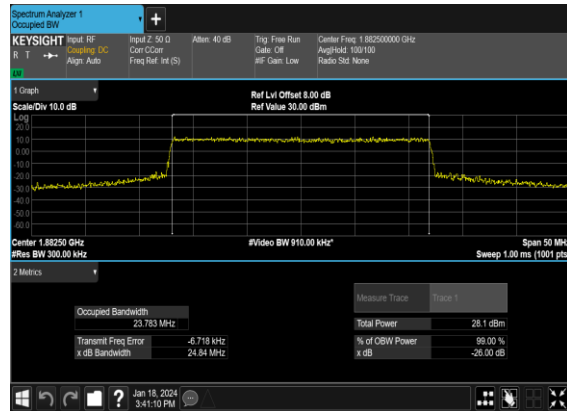 Spectrum Analyzer 1
Occupied BW
+
KEYSIGHT Input: RF Input Z: 50 Ω Atten: 40 dB Trig: Free Run Center Freq: 1.882500000 GHz
R T Coupling: DC Corr CCorr Gate: Off Avg|Hold: 100/100
Align: Auto Freq Ref: Int (S) #IF Gain: Low Radio Std: None
1 Graph
Ref Lvl Offset 8.00 dB
Scale/Div 10.0 dB Ref Value 30.00 dBm
Log
20.0
10.0
0.00
-10.0
-20.0
-30.0
-40.0
-50.0
-60.0
Center 1.88250 GHz #Video BW 910.00 kHz* Span 50 MHz
#Res BW 300.00 kHz Sweep 1.00 ms (1001 pts
2 Metrics
Measure Trace Trace 1
Occupied Bandwidth
23.783 MHz Total Power 28.1 dBm
Transmit Freq Error -6.718 kHz % of OBW Power 99.00 %
x dB Bandwidth 24.84 MHz x dB -26.00 dB
? Jan 18, 2024
3:41:10 PM